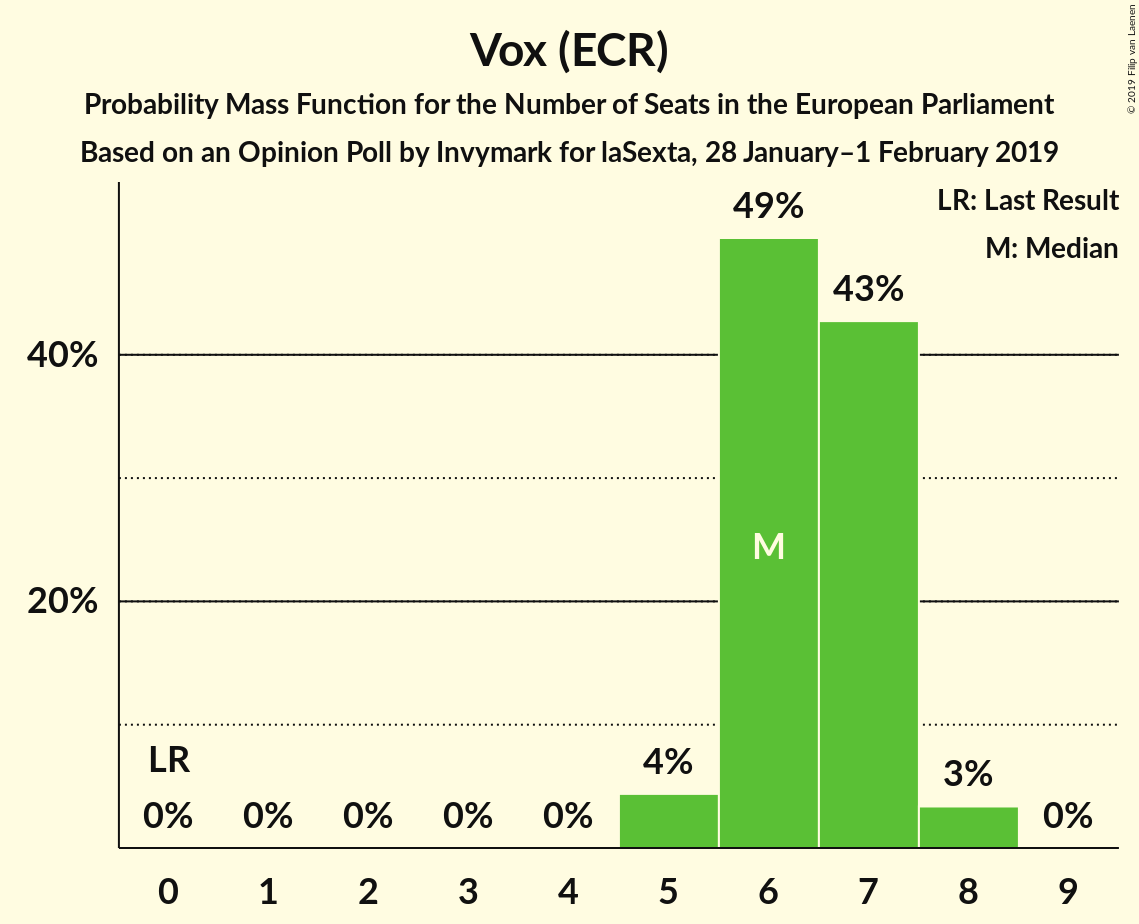 © 2019 Filip van Laenen
Vox (ECR)
Probability Mass Function for the Number of Seats in the European Parliament
Based on an Opinion Poll by Invymark for laSexta, 28 January–1 February 2019
LR: Last Result
M: Median
49%
43%
40%
M
20%
LR
4%
3%
0% 0% 0% 0% 0% 0%
0 1 2 3 4 5 6 7 8 9